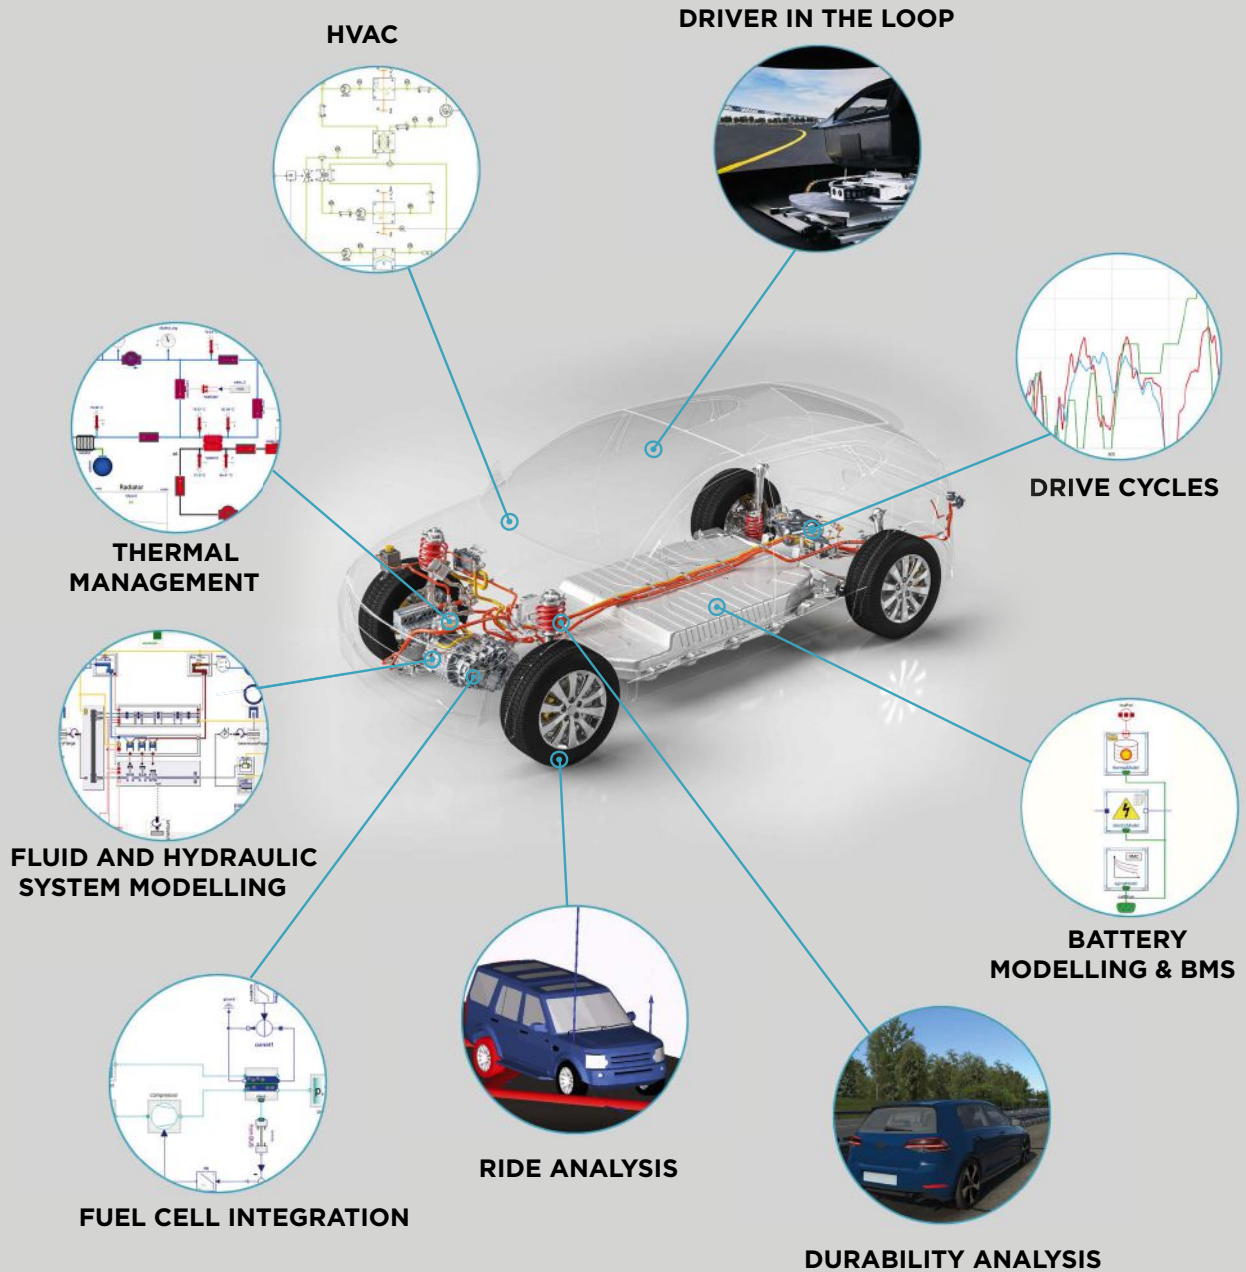 HVAC
DRIVER IN THE LOOP
DRIVE CYCLES
Radiator
THERMAL
MANAGEMENT
FLUID AND HYDRAULIC
SYSTEM MODELLING
BATTERY
MODELLING & BMS
compressor
FUEL CELL INTEGRATION
RIDE ANALYSIS
DURABILITY ANALYSIS